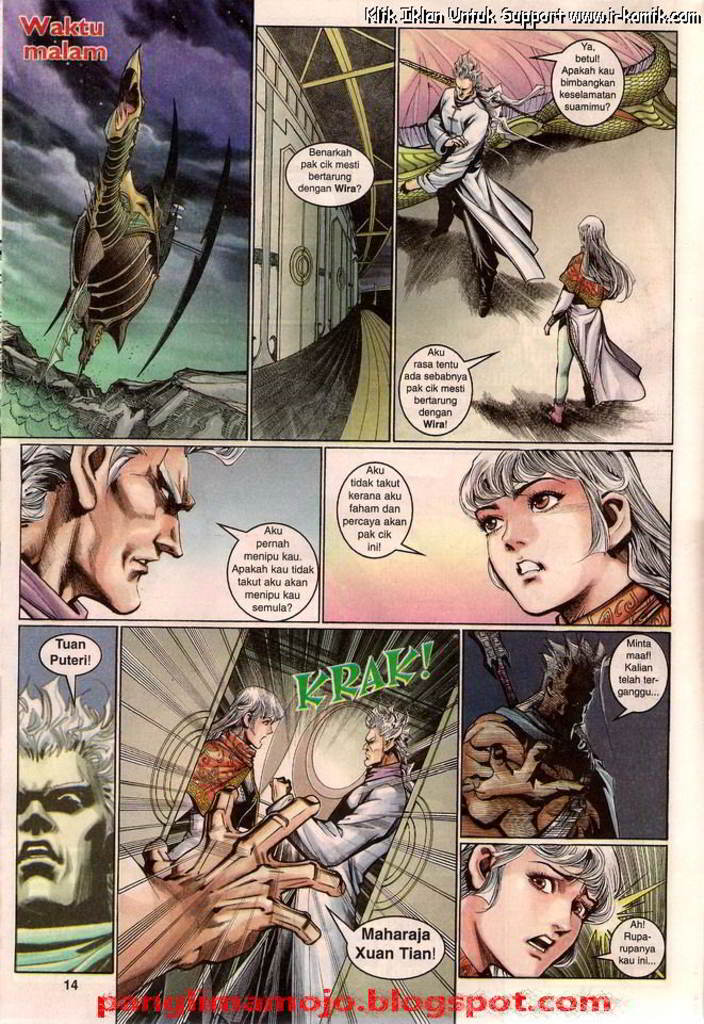 Klik Iklan Untuk Support www.ir-komik.com
Waktu
malam
Benarkah
pak cik mesti
bertarung
dengan Wira?
Ya,
betul!
Apakah kau
bimbangkan
keselamatan
suamimu?
Aku
rasa tentu
ada sebabnya
pak cik mesti
bertarung
dengan
Wira!
Aku
pernah
menipu kau.
Apakah kau tidak
takut aku akan
menipu kau
semula?
Aku
tidak takut
kerana aku
faham dan
percaya akan
pak cik
ini!
Tuan
Puteri!
KRAK!
Maharaja
Xuan Tian!
Minta
maaf!
Kalian
telah ter-
ganggu...
Ah!
Rupa-
rupanya
kau ini...
14
panglimamojo.blogspot.com